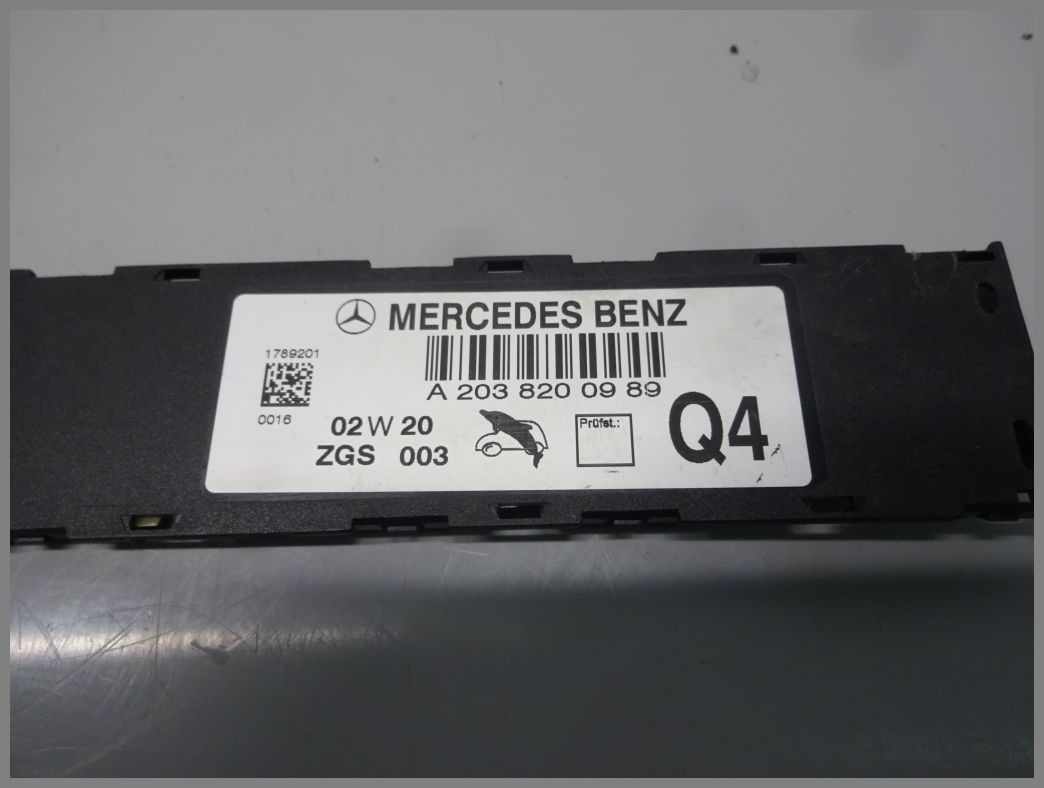 MERCEDES BENZ
1789201
A 203 820 09 89
0016
02 W 20
Prüfst.:
Q4
ZGS 003